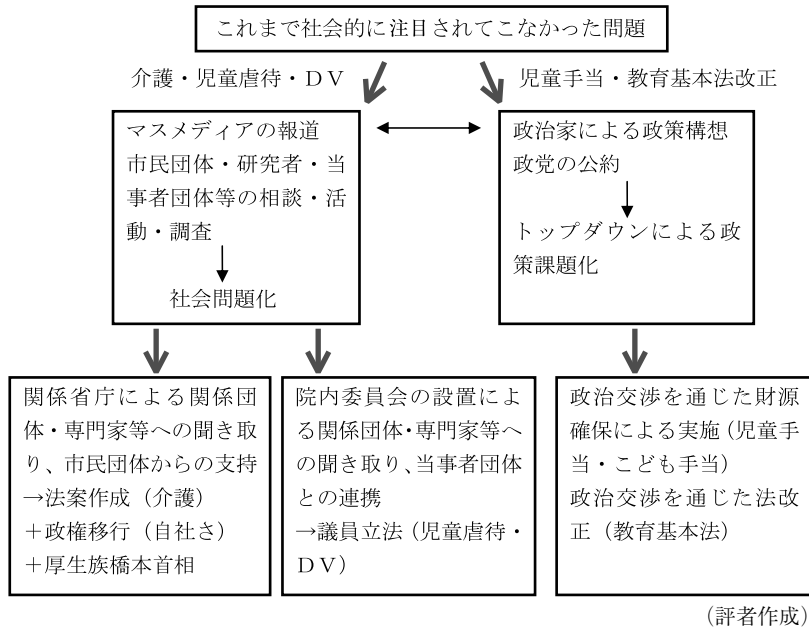 これまで社会的に注目されてこなかった問題
介護・児童虐待・ＤＶ
児童手当・教育基本法改正
マスメディアの報道
市民団体・研究者・当
事者団体等の相談・活
動・調査
社会問題化
政治家による政策構想
政党の公約
トップダウンによる政
策課題化
関係省庁による関係団
体・専門家等への聞き取
り、市民団体からの支持
→法案作成（介護）
＋政権移行（自社さ）
＋厚生族橋本首相
院内委員会の設置によ
る関係団体・専門家等へ
の聞き取り、当事者団体
との連携
→議員立法（児童虐待・
ＤＶ）
政治交渉を通じた財源
確保による実施（児童手
当・こども手当）
政治交渉を通じた法改
正（教育基本法）
（評者作成）